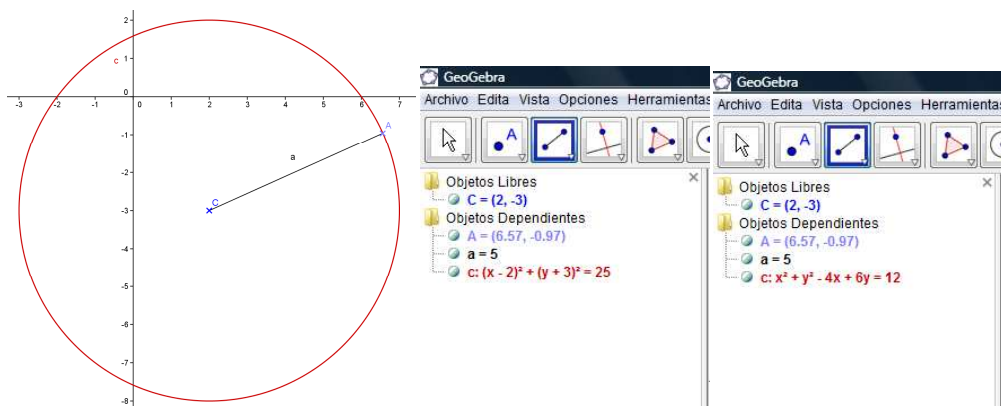 2
c
1
0
-3 -2 -1 0 1 2 3 4 5 6 7
A
-1
a
-2
C
-3
-4
-5
-6
-7
-8
GeoGebra
Archivo Edita Vista Opciones Herramientas
A
Objetos Libres
C = (2, -3)
Objetos Dependientes
A = (6.57, -0.97)
a = 5
c: (x - 2)² + (y + 3)² = 25
GeoGebra
Archivo Edita Vista Opciones Herramientas
A
Objetos Libres
C = (2, -3)
Objetos Dependientes
A = (6.57, -0.97)
a = 5
c: x² + y² - 4x + 6y = 12